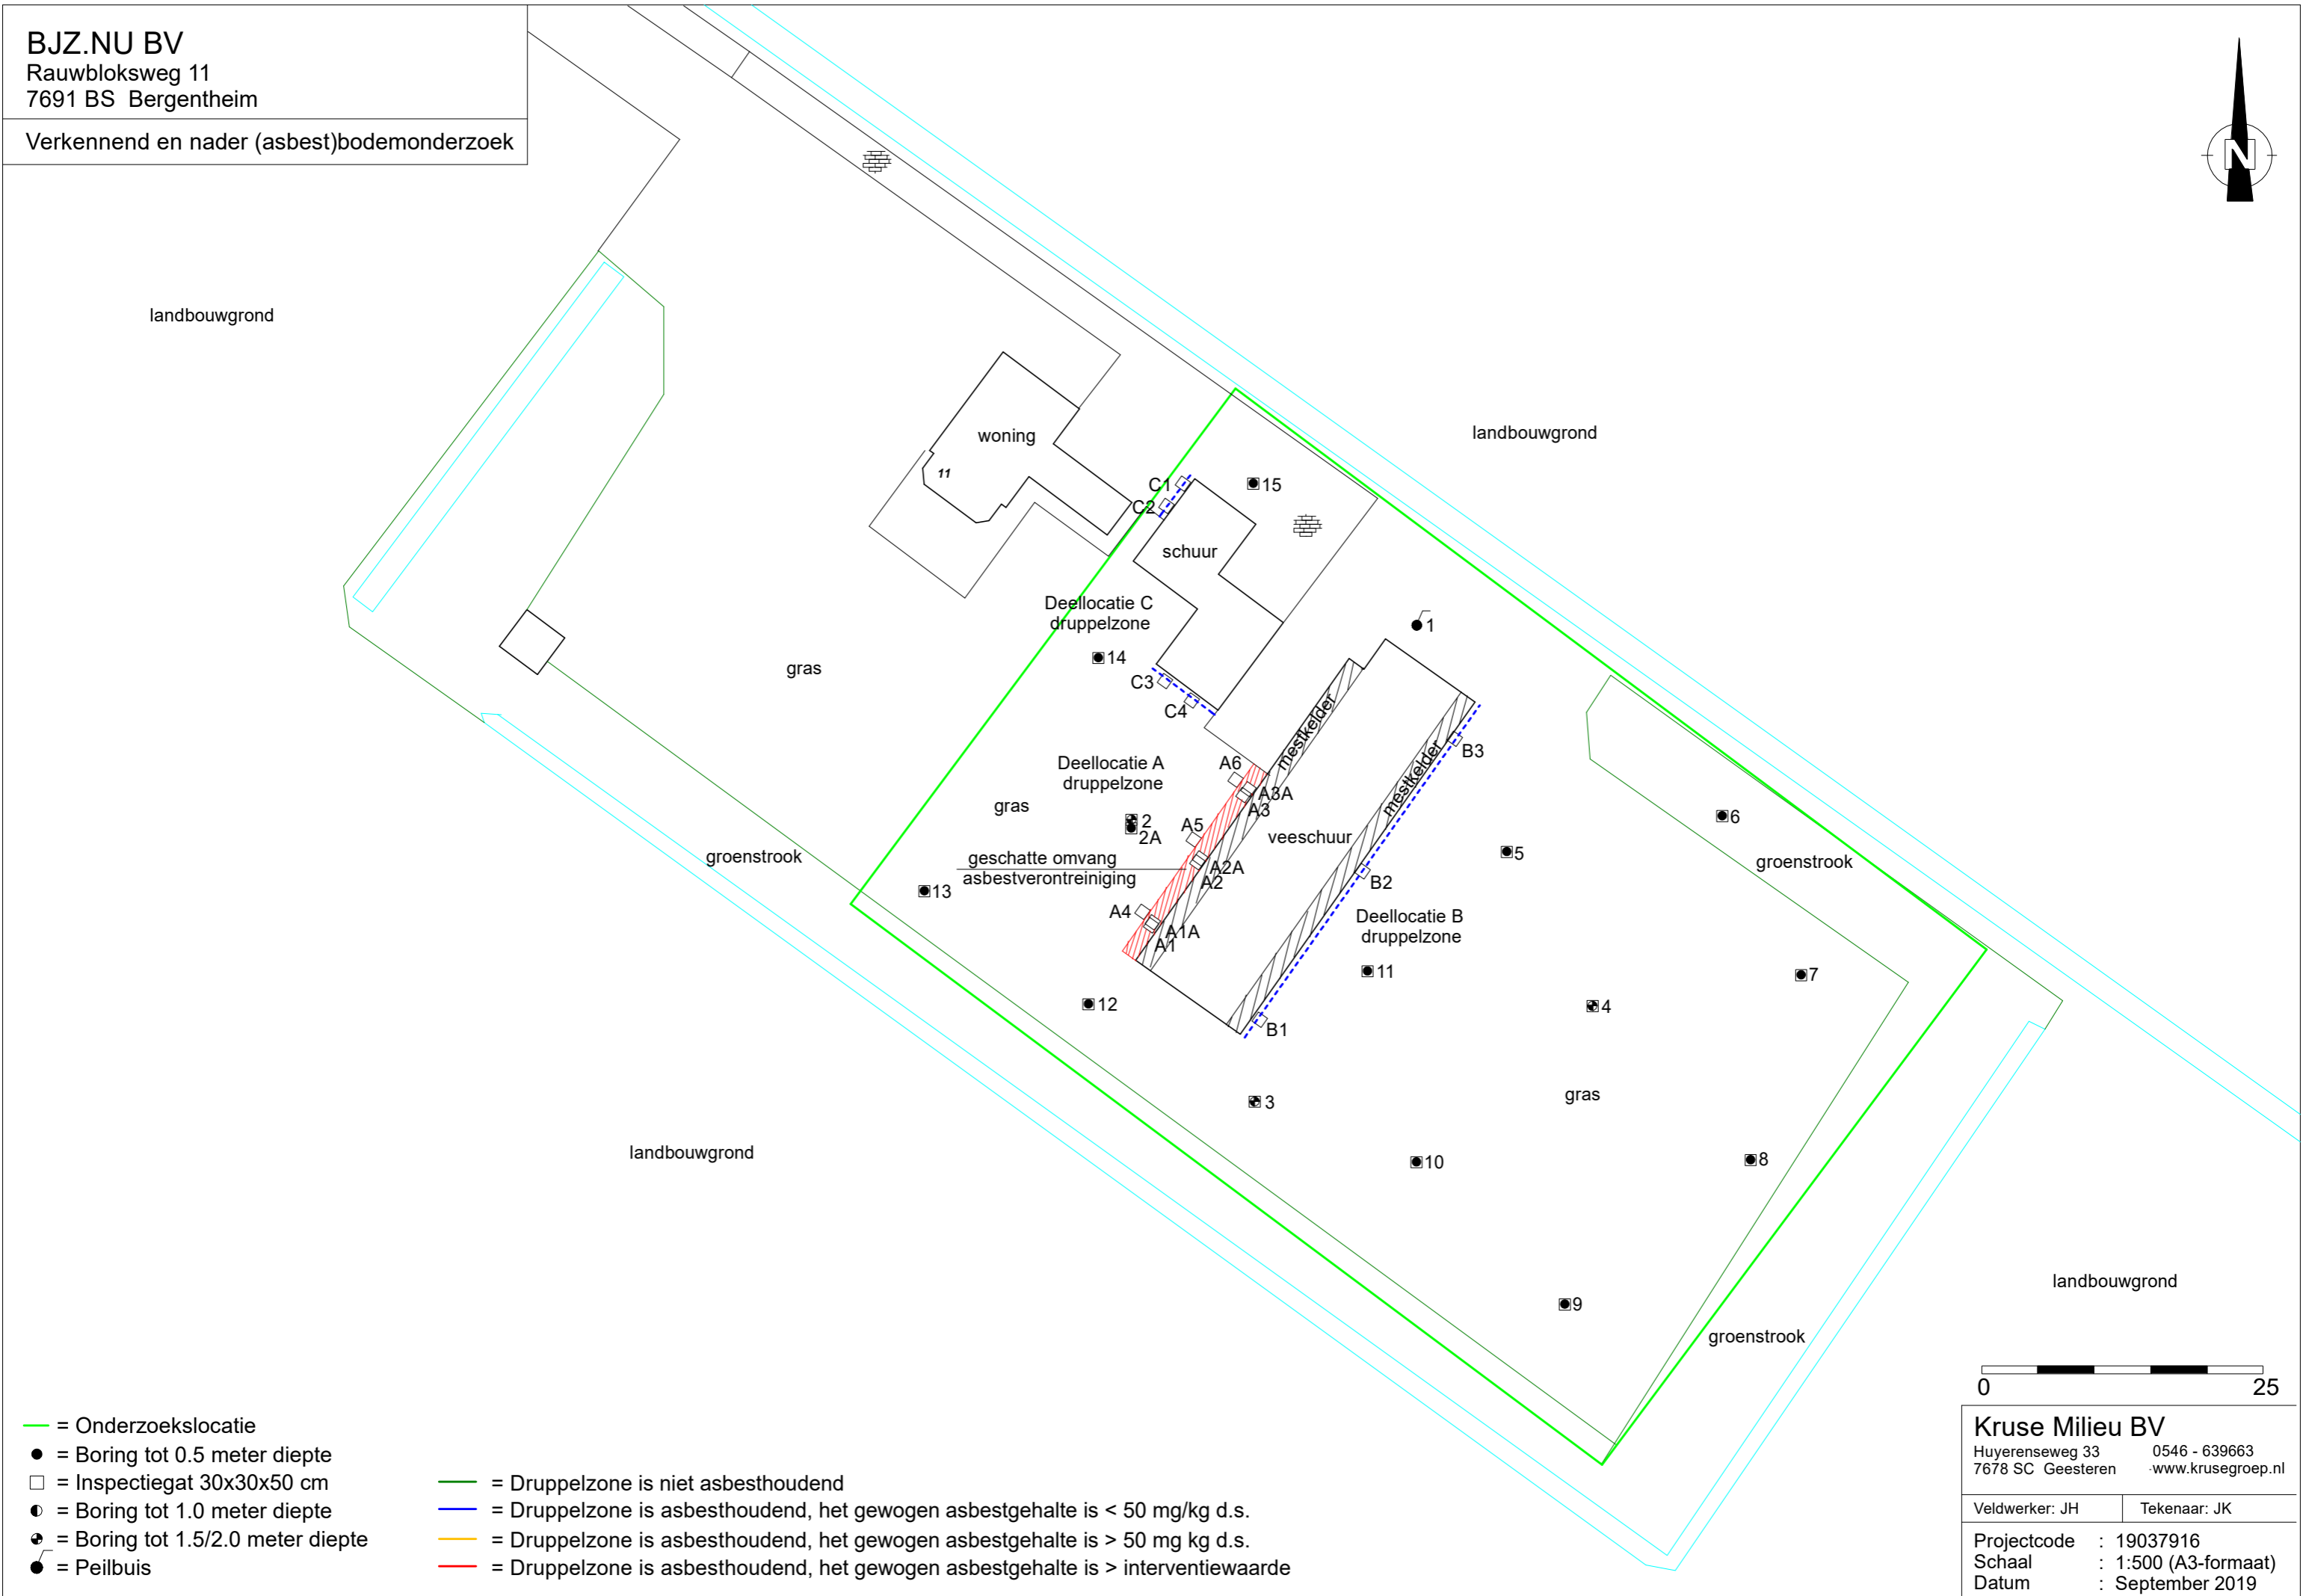 BJZ.NU BV
Rauwbloksweg 11
7691 BS Bergentheim
Verkennend en nader (asbest)bodemonderzoek
N
landbouwgrond
landbouwgrond
woning
11
C1
C2
15
schuur
Deellocatie C
druppelzone
1
14
gras
C3
C4
mestkelder
mestkelder
B3
Deellocatie A
druppelzone
A6
A3A
A3
gras
2
2A
A5
veeschuur
6
5
groenstrook
groenstrook
geschatte omvang
asbestverontreiniging
A2A
A2
B2
13
A4
A1A
A1
Deellocatie B
druppelzone
11
7
12
4
B1
3
gras
landbouwgrond
10
8
landbouwgrond
9
groenstrook
0 25
= Onderzoekslocatie
= Boring tot 0.5 meter diepte
= Inspectiegat 30x30x50 cm
= Boring tot 1.0 meter diepte
= Boring tot 1.5/2.0 meter diepte
= Peilbuis
= Druppelzone is niet asbesthoudend
= Druppelzone is asbesthoudend, het gewogen asbestgehalte is < 50 mg/kg d.s.
= Druppelzone is asbesthoudend, het gewogen asbestgehalte is > 50 mg kg d.s.
= Druppelzone is asbesthoudend, het gewogen asbestgehalte is > interventiewaarde
Kruse Milieu BV
Huyerenseweg 33 0546 - 639663
7678 SC Geesteren www.krusegroep.nl
Veldwerker: JH Tekenaar: JK
Projectcode : 19037916
Schaal : 1:500 (A3-formaat)
Datum : September 2019